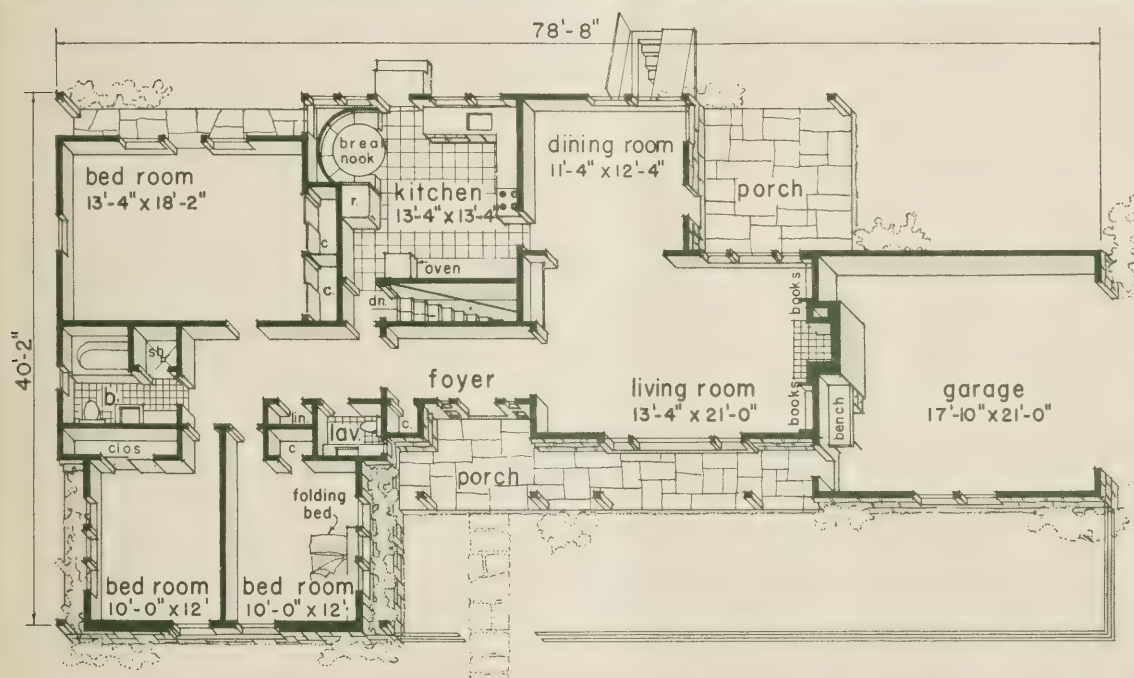 78'-8"
40'-2"
bed room
13'-4" x 18'-2"
break
nook
r.
kitchen
13'-4" x 13'-4"
oven
c.
c.
dn.
dining room
11'-4" x 12'-4"
porch
books
books
bench
living room
13'-4" x 21'-0"
garage
17'-10" x 21'-0"
foyer
sh.
b.
clos
lin.
c
lav.
c.
porch
folding
bed
bed room
10'-0" x 12'
bed room
10'-0" x 12'